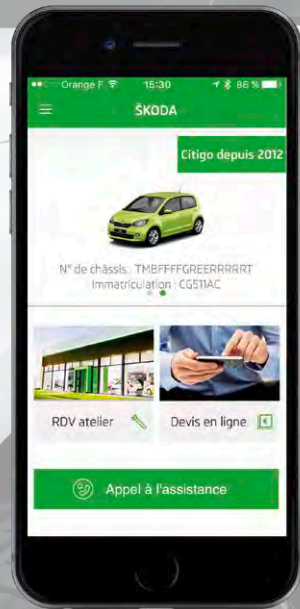 Orange F 15:30 86 %
ŠKODA
Citigo depuis 2012
N° de châssis : TMBFFFFGREERRRRRT
Immatriculation : CG511AC
RDV atelier
Devis en ligne
Appel à l'assistance